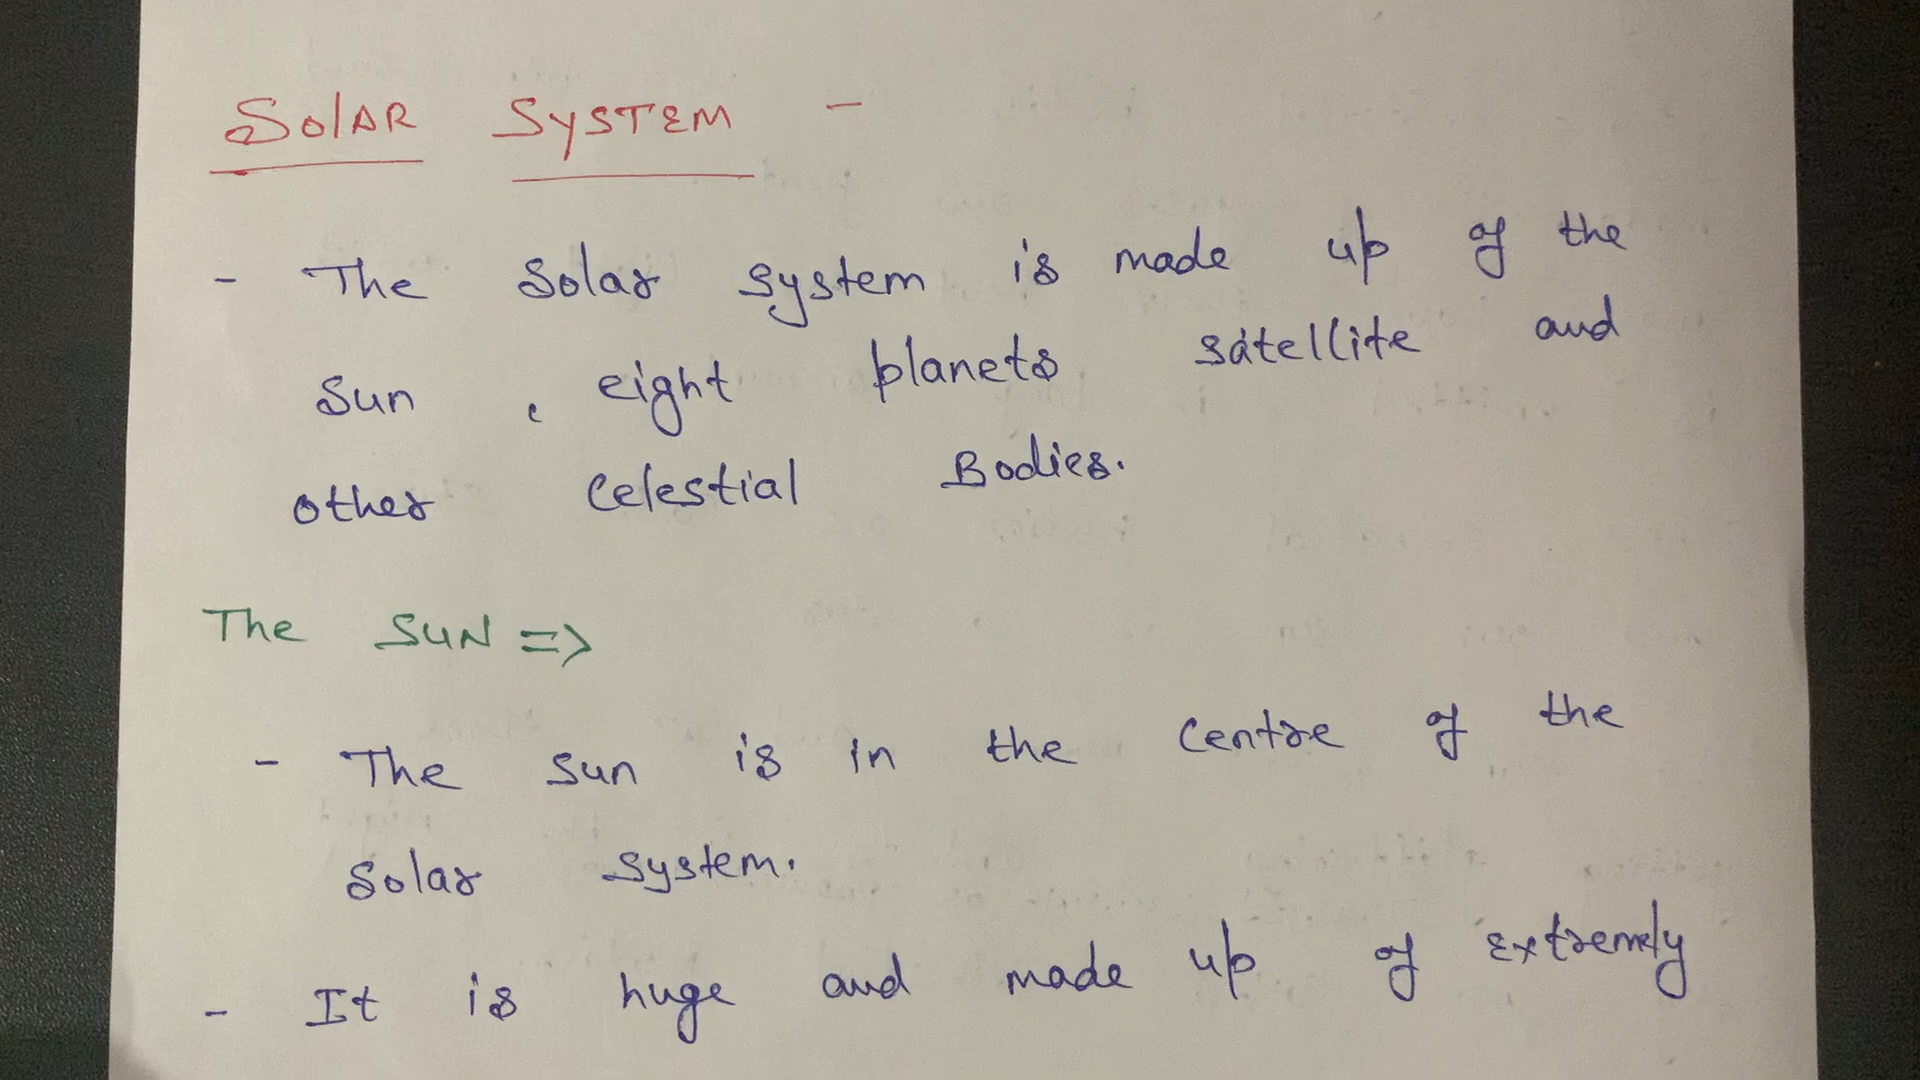 SolAR SYSTEM -
- The Solar system is made up of the
Sun , eight planets satellite and
other Celestial Bodies.
The SUN =>
- The Sun is in the Centre of the
Solar system.
- It is huge and made up of Extremely